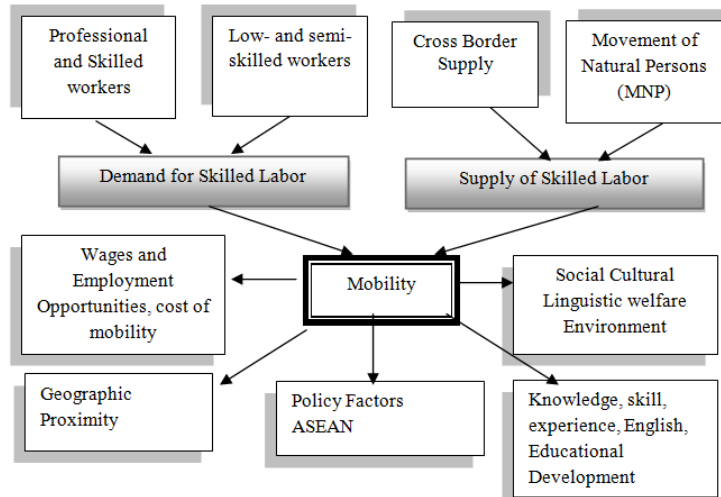 Professional
and Skilled
workers
Low- and semi-
skilled workers
Cross Border
Supply
Movement of
Natural Persons
(MNP)
Demand for Skilled Labor
Supply of Skilled Labor
Wages and
Employment
Opportunities, cost of
mobility
Mobility
Social Cultural
Linguistic welfare
Environment
Geographic
Proximity
Policy Factors
ASEAN
Knowledge, skill,
experience, English,
Educational
Development